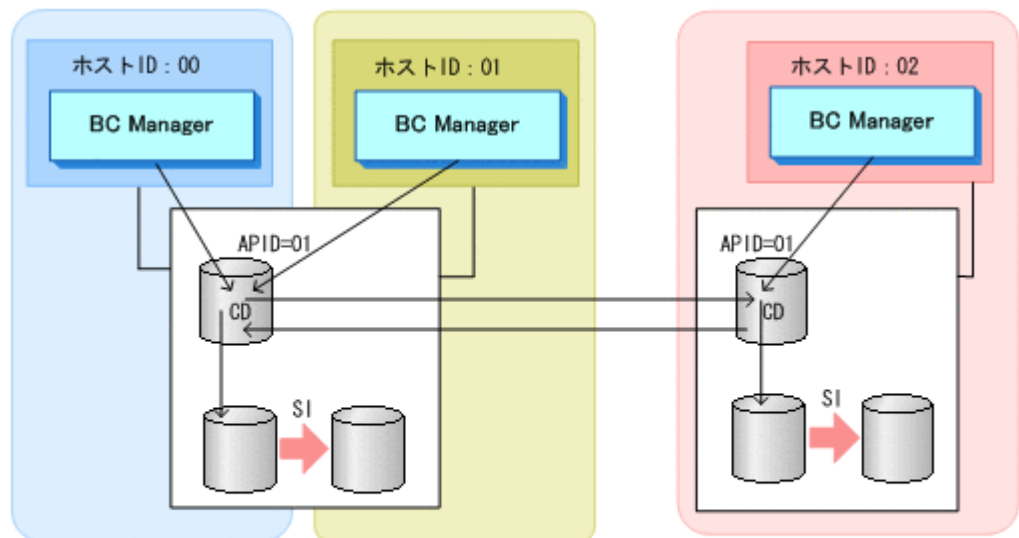 ホストID：00
ホストID：01
ホストID：02
BC Manager
BC Manager
BC Manager
APID=01
APID=01
CD
CD
SI
SI